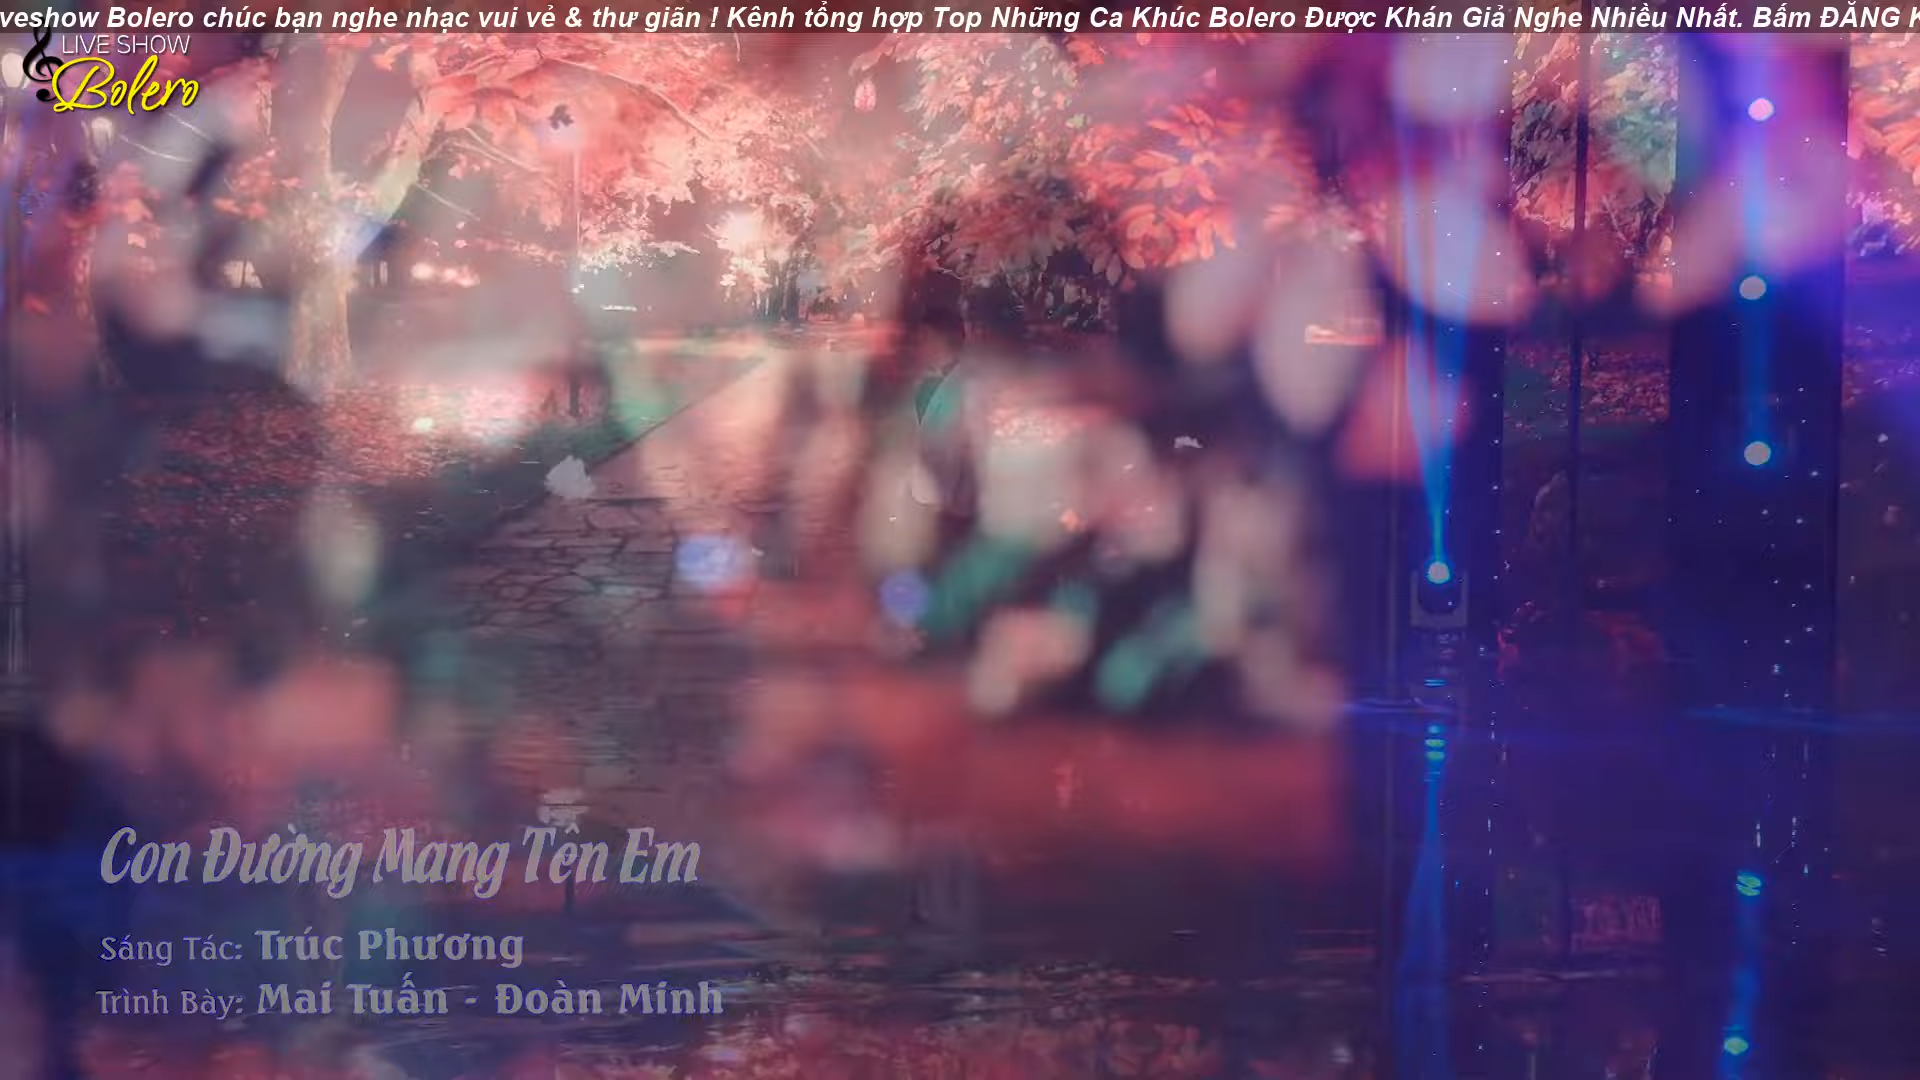 veshow Bolero chúc bạn nghe nhạc vui vẻ & thư giãn ! Kênh tổng hợp Top Những Ca Khúc Bolero Được Khán Giả Nghe Nhiều Nhất. Bấm ĐĂNG K
LIVE SHOW
Bolero
Con Đường Mang Tên Em
Sáng Tác: Trúc Phương
Trình Bày: Mai Tuấn - Đoàn Minh